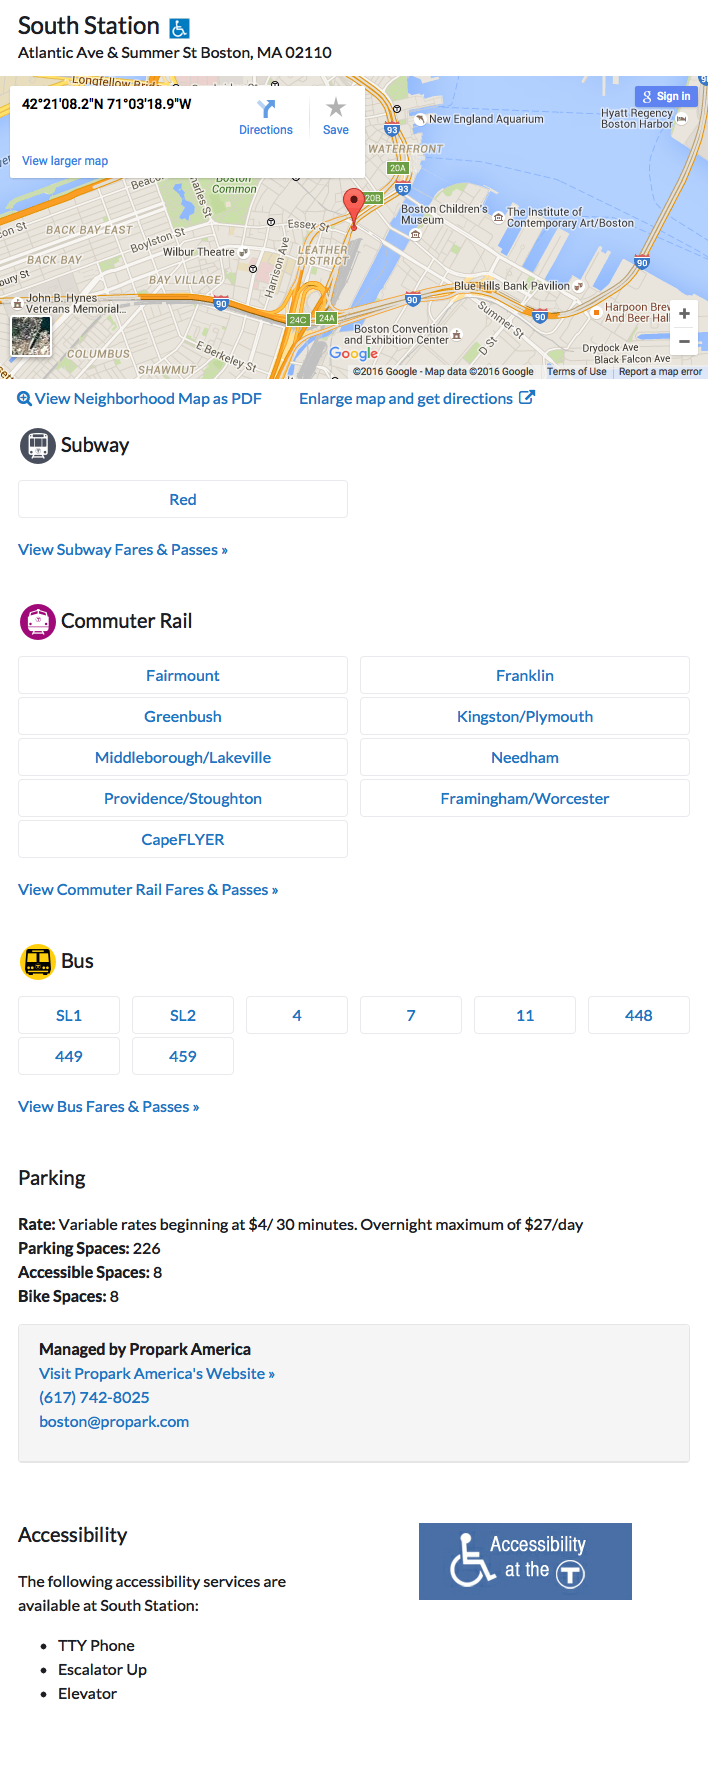 South Station
Atlantic Ave & Summer St Boston, MA 02110
Longfellow Bridge
42°21'08.2"N 71°03'18.9"W
Directions
Save
View larger map
Sign in
New England Aquarium
Hyatt Regency
Boston Harbor
93
WATERFRONT
20A
93
20B
Boston
Common
Boston Children's
Museum
The Institute of
Contemporary Art/Boston
Essex St
BACK BAY EAST
Boylston St
Wilbur Theatre
Harrison Ave
LEATHER
DISTRICT
BACK BAY
90
BAY VILLAGE
Blue Hills Bank Pavilion
John B. Hynes
Veterans Memorial...
90
90
Summer St
90
Harpoon Brew
And Beer Hall
24C
24A
Boston Convention
and Exhibition Center
D St
COLUMBUS
E Berkeley St
SHAWMUT
Google
Drydock Ave
Black Falcon Ave
©2016 Google - Map data ©2016 Google
Terms of Use
Report a map error
View Neighborhood Map as PDF
Enlarge map and get directions
Subway
Red
View Subway Fares & Passes »
Commuter Rail
Fairmount
Franklin
Greenbush
Kingston/Plymouth
Middleborough/Lakeville
Needham
Providence/Stoughton
Framingham/Worcester
CapeFLYER
View Commuter Rail Fares & Passes »
Bus
SL1
SL2
4
7
11
448
449
459
View Bus Fares & Passes »
Parking
Rate: Variable rates beginning at $4/ 30 minutes. Overnight maximum of $27/day
Parking Spaces: 226
Accessible Spaces: 8
Bike Spaces: 8
Managed by Propark America
Visit Propark America's Website »
(617) 742-8025
boston@propark.com
Accessibility
Accessibility
at the T
The following accessibility services are
available at South Station:
• TTY Phone
• Escalator Up
• Elevator